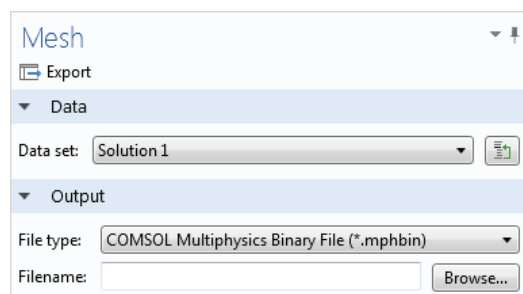 Mesh
Export
Data
Data set: Solution 1
Output
File type: COMSOL Multiphysics Binary File (*.mphbin)
Filename: Browse...